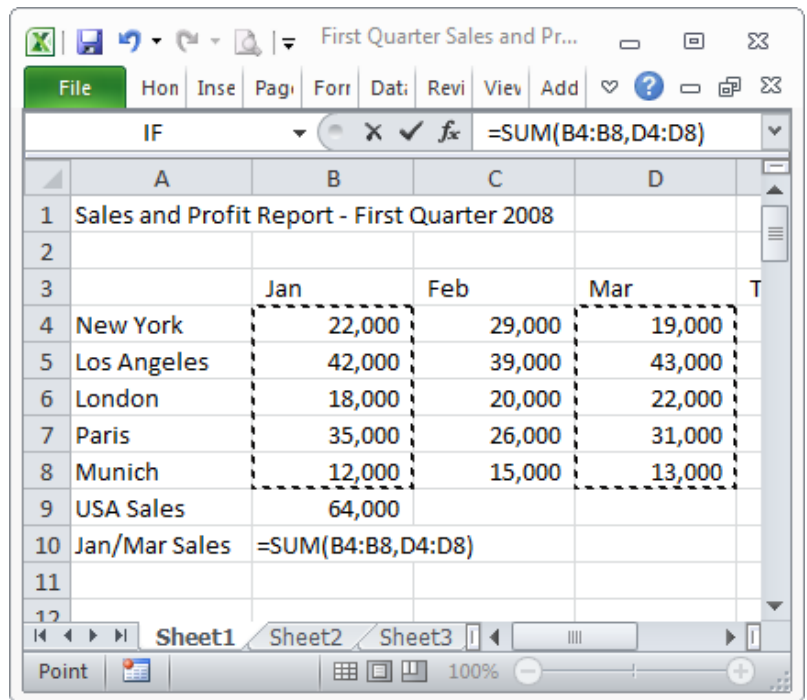 First Quarter Sales and Pr...
File Hon Inse Pag Forr Dat Revi Viev Add
IF fx =SUM(B4:B8,D4:D8)
A B C D
1 Sales and Profit Report - First Quarter 2008
2
3 Jan Feb Mar T
4 New York 22,000 29,000 19,000
5 Los Angeles 42,000 39,000 43,000
6 London 18,000 20,000 22,000
7 Paris 35,000 26,000 31,000
8 Munich 12,000 15,000 13,000
9 USA Sales 64,000
10 Jan/Mar Sales =SUM(B4:B8,D4:D8)
11
12
Sheet1 Sheet2 Sheet3
Point 100%